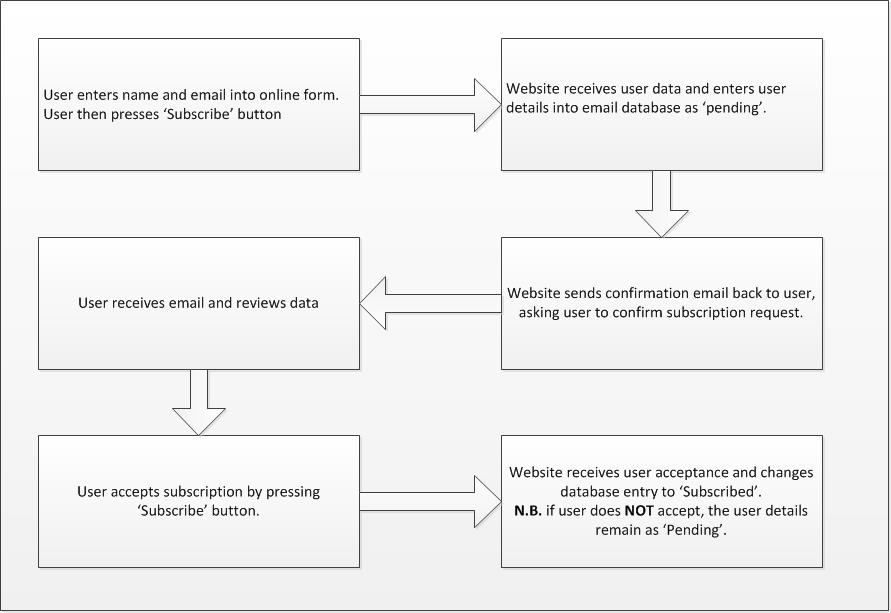 User enters name and email into online form.
User then presses ‘Subscribe’ button
Website receives user data and enters user
details into email database as ‘pending’.
Website sends confirmation email back to user,
asking user to confirm subscription request.
User receives email and reviews data
User accepts subscription by pressing
‘Subscribe’ button.
Website receives user acceptance and changes
database entry to ‘Subscribed’.
N.B. if user does NOT accept, the user details
remain as ‘Pending’.